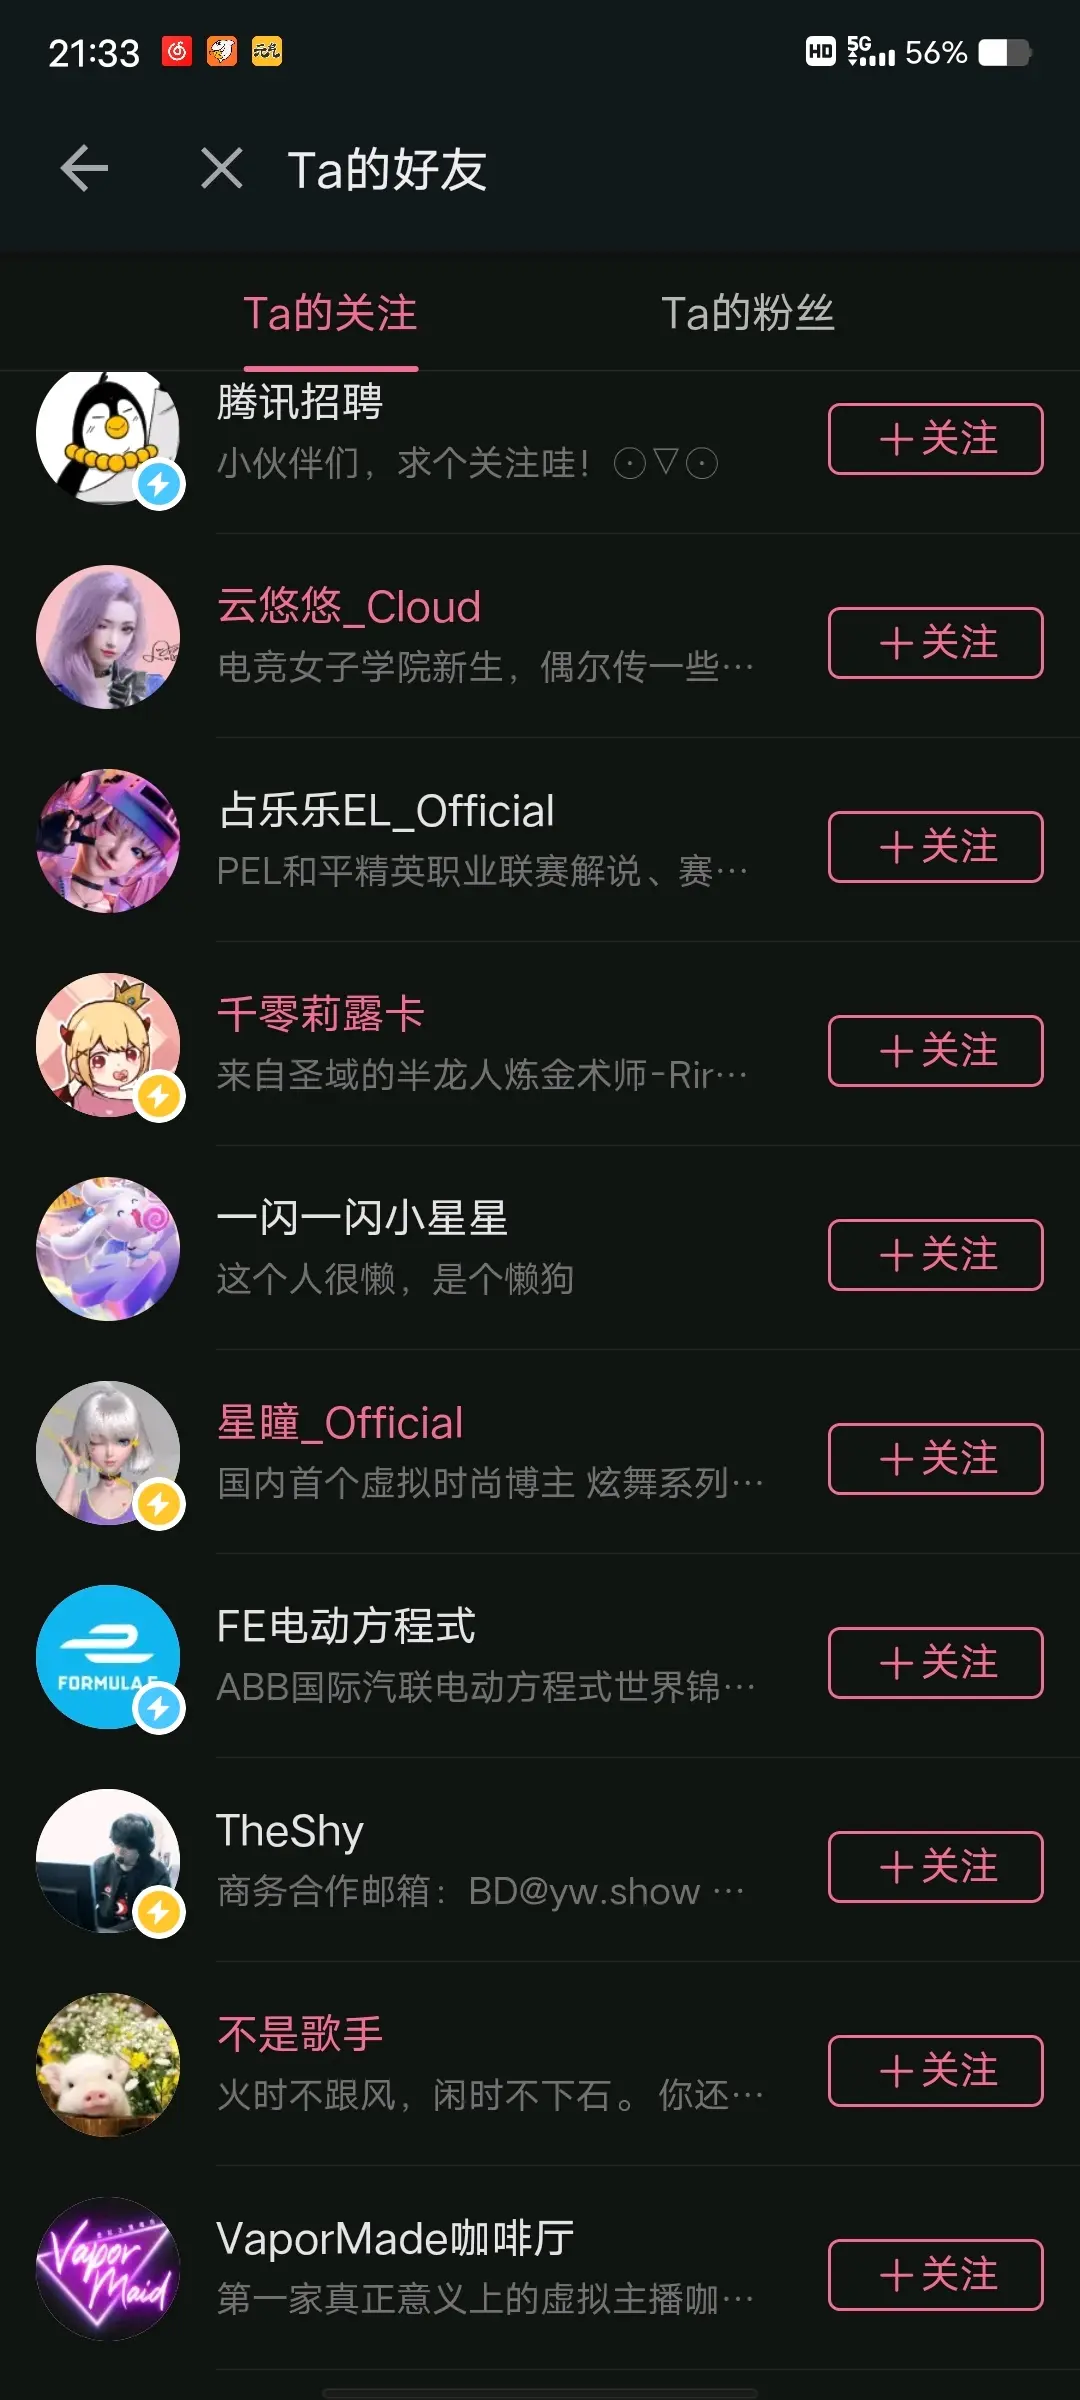 21:33
HD 5G 56%
Ta的好友
Ta的关注
Ta的粉丝
腾讯招聘
小伙伴们，求个关注哇！⊙▽⊙
＋关注
云悠悠_Cloud
电竞女子学院新生，偶尔传一些…
＋关注
占乐乐EL_Official
PEL和平精英职业联赛解说、赛…
＋关注
千零莉露卡
来自圣域的半龙人炼金术师-Rir…
＋关注
一闪一闪小星星
这个人很懒，是个懒狗
＋关注
星瞳_Official
国内首个虚拟时尚博主 炫舞系列…
＋关注
FORMULA E
FE电动方程式
ABB国际汽联电动方程式世界锦…
＋关注
TheShy
商务合作邮箱：BD@yw.show …
＋关注
不是歌手
火时不跟风，闲时不下石。你还…
＋关注
Vapor
Maid
VaporMade咖啡厅
第一家真正意义上的虚拟主播咖…
＋关注